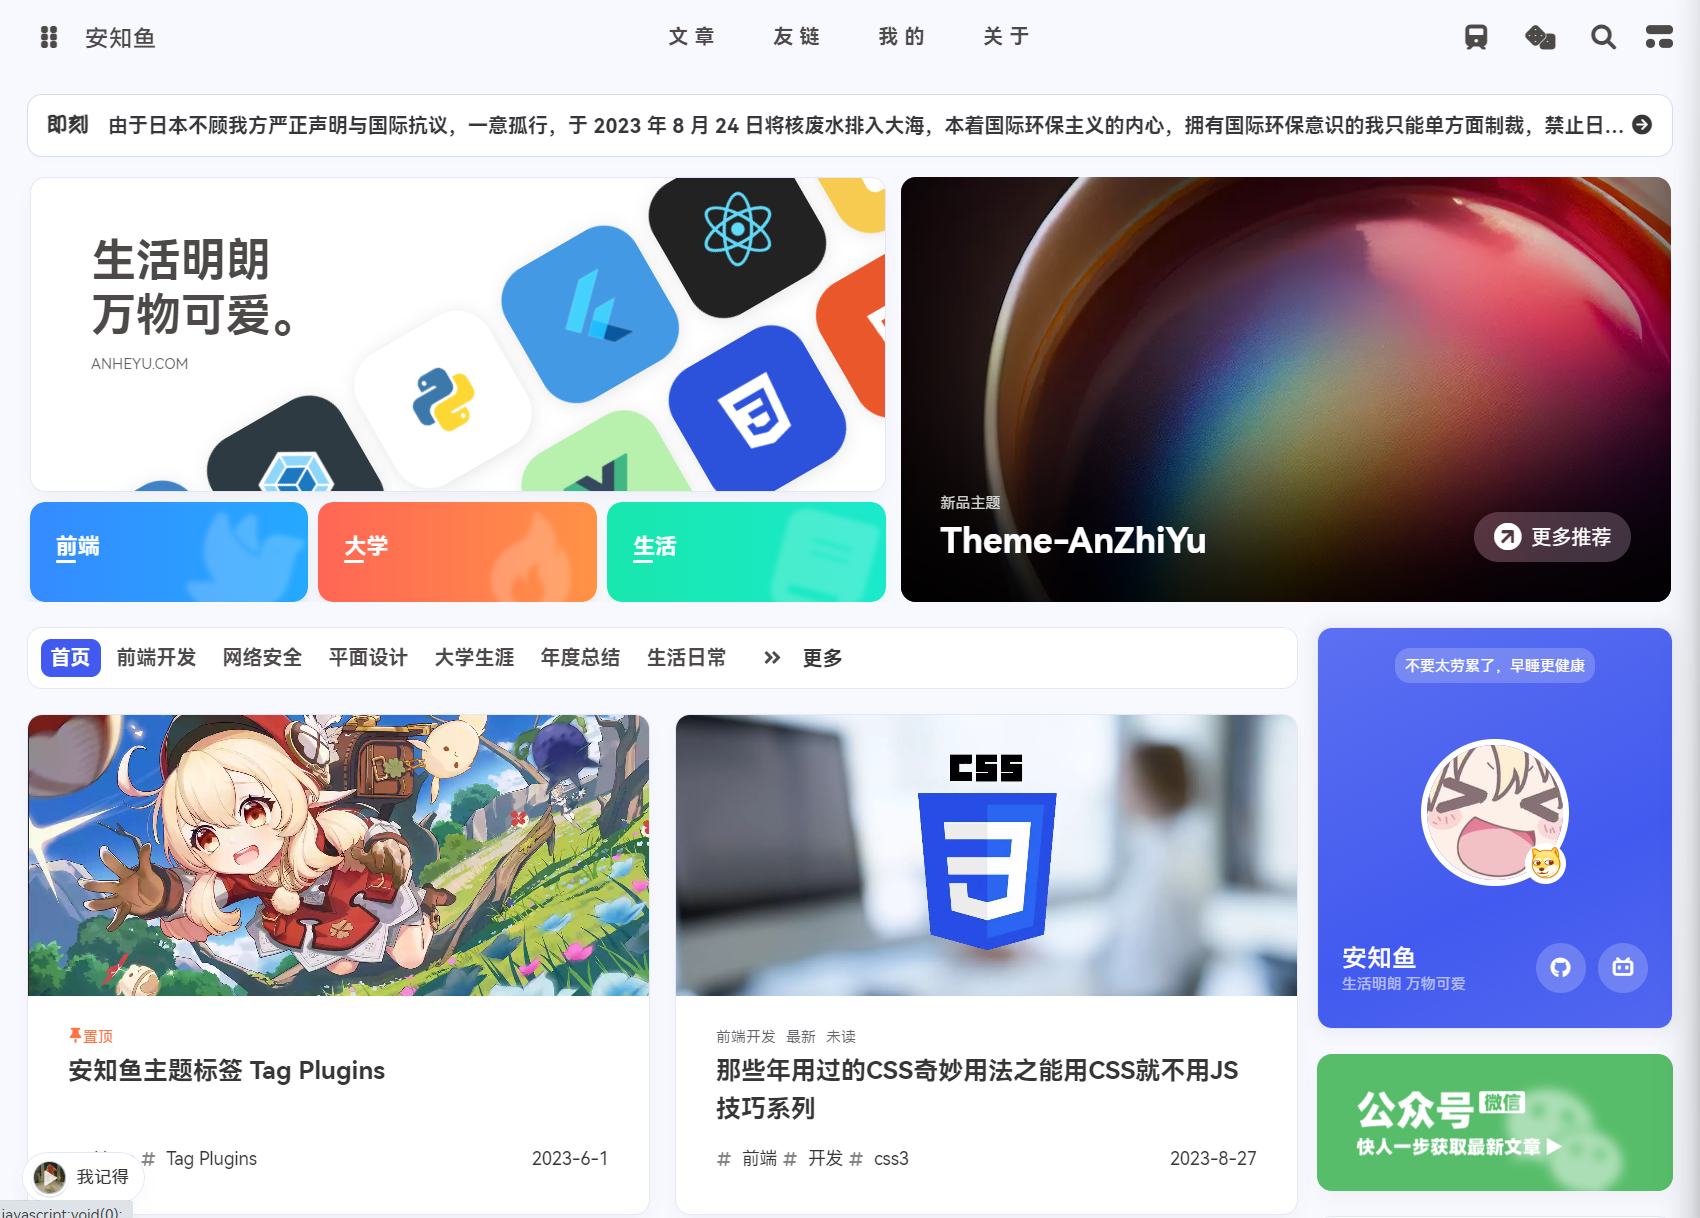 安知鱼
文章 友链 我的 关于
即刻 由于日本不顾我方严正声明与国际抗议，一意孤行，于 2023 年 8 月 24 日将核废水排入大海，本着国际环保主义的内心，拥有国际环保意识的我只能单方面制裁，禁止日...
生活明朗
万物可爱。
ANHEYU.COM
新品主题
Theme-AnZhiYu
更多推荐
前端
大学
生活
首页 前端开发 网络安全 平面设计 大学生涯 年度总结 生活日常 更多
不要太劳累了，早睡更健康
CSS
安知鱼
生活明朗 万物可爱
置顶
安知鱼主题标签 Tag Plugins
# Tag Plugins 2023-6-1
前端开发 最新 未读
那些年用过的CSS奇妙用法之能用CSS就不用JS
技巧系列
# 前端 # 开发 # css3 2023-8-27
公众号 微信
快人一步获取最新文章
我记得
javascript:void(0);